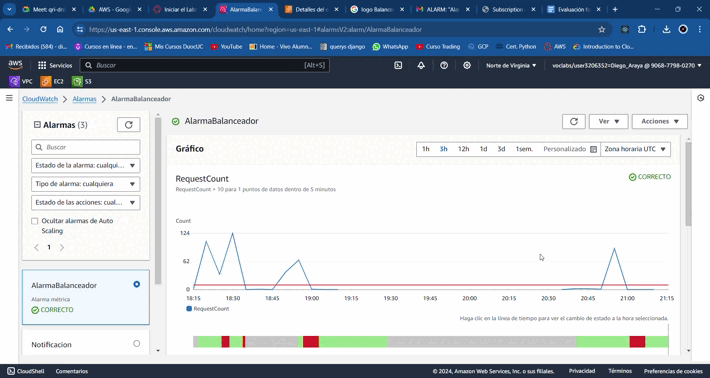 Meet: qri-dni
AWS - Goog
Iniciar el Labo
AlarmaBalance
Detalles del c
logo Balance
ALARM: "Ala
Subscription
Evaluación f
https://us-east-1.console.aws.amazon.com/cloudwatch/home?region=us-east-1#alarmsV2:alarm/AlarmaBalanceador
Recibidos (584) - di...
Cursos en línea - en...
Mis Cursos DuocUC
YouTube
Home - Vivo Alumn...
querys django
WhatsApp
Curso Trading
GCP
Cert. Python
AWS
Introduction to Clo...
aws
Servicios
Buscar
[Alt+S]
Norte de Virginia
voclabs/user3206352=Diego_Araya @ 9068-7798-0270
VPC
EC2
S3
CloudWatch
Alarmas
AlarmaBalanceador
Alarmas (3)
Buscar
Estado de la alarma: cualqui...
Tipo de alarma: cualquiera
Estado de las acciones: cual...
Ocultar alarmas de Auto
Scaling
1
AlarmaBalanceador
Alarma métrica
CORRECTO
Notificacion
AlarmaBalanceador
Ver
Acciones
Gráfico
1h
3h
12h
1d
3d
1sem.
Personalizado
Zona horaria UTC
RequestCount
CORRECTO
RequestCount > 10 para 1 puntos de datos dentro de 5 minutos
Count
124
62
0
18:15
18:30
18:45
19:00
19:15
19:30
19:45
20:00
20:15
20:30
20:45
21:00
21:15
RequestCount
Haga clic en la línea de tiempo para ver el cambio de estado a la hora seleccionada.
CloudShell
Comentarios
© 2024, Amazon Web Services, Inc. o sus filiales.
Privacidad
Términos
Preferencias de cookies